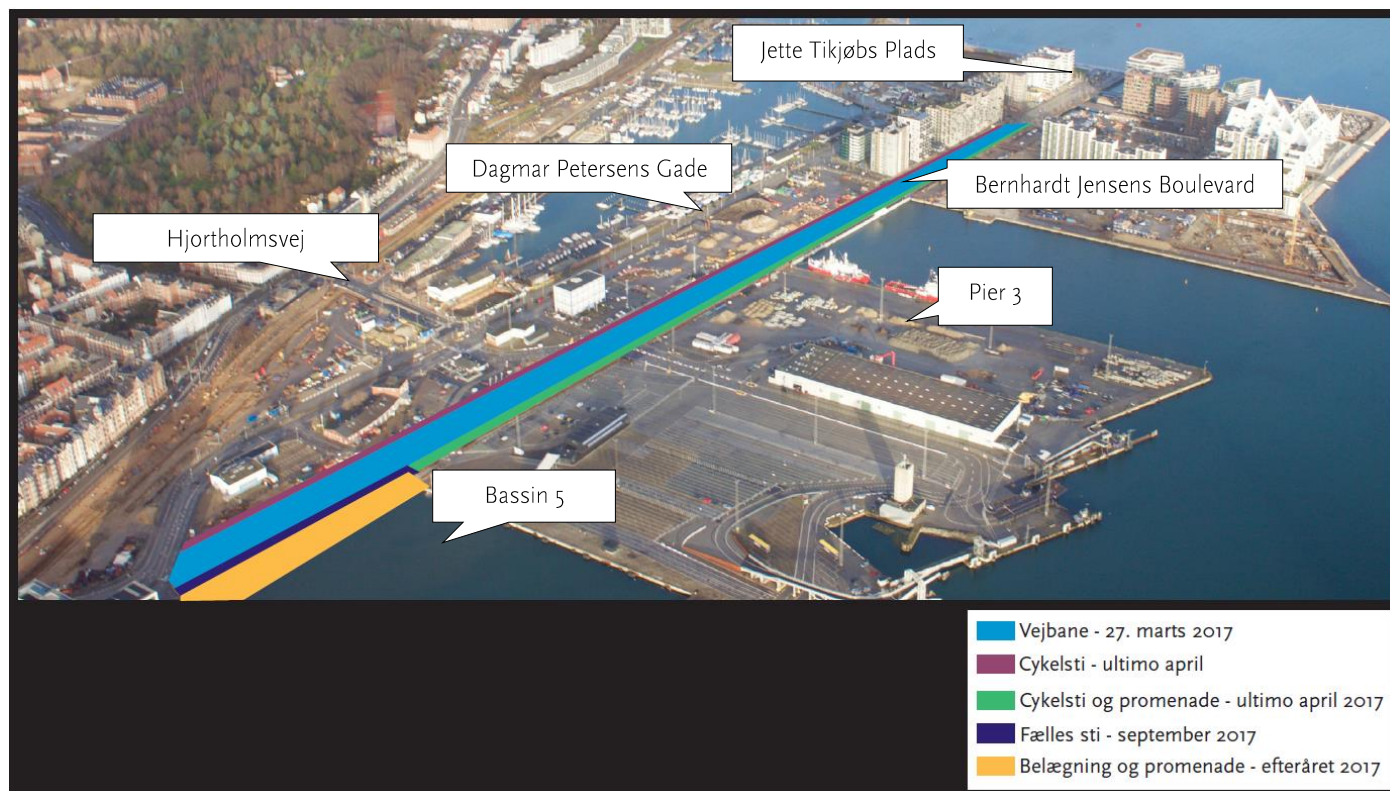 Jette Tikjøbs Plads
Dagmar Petersens Gade
Bernhardt Jensens Boulevard
Hjortholmsvej
Pier 3
Bassin 5
Vejbane - 27. marts 2017
Cykelsti - ultimo april
Cykelsti og promenade - ultimo april 2017
Fælles sti - september 2017
Belægning og promenade - efteråret 2017